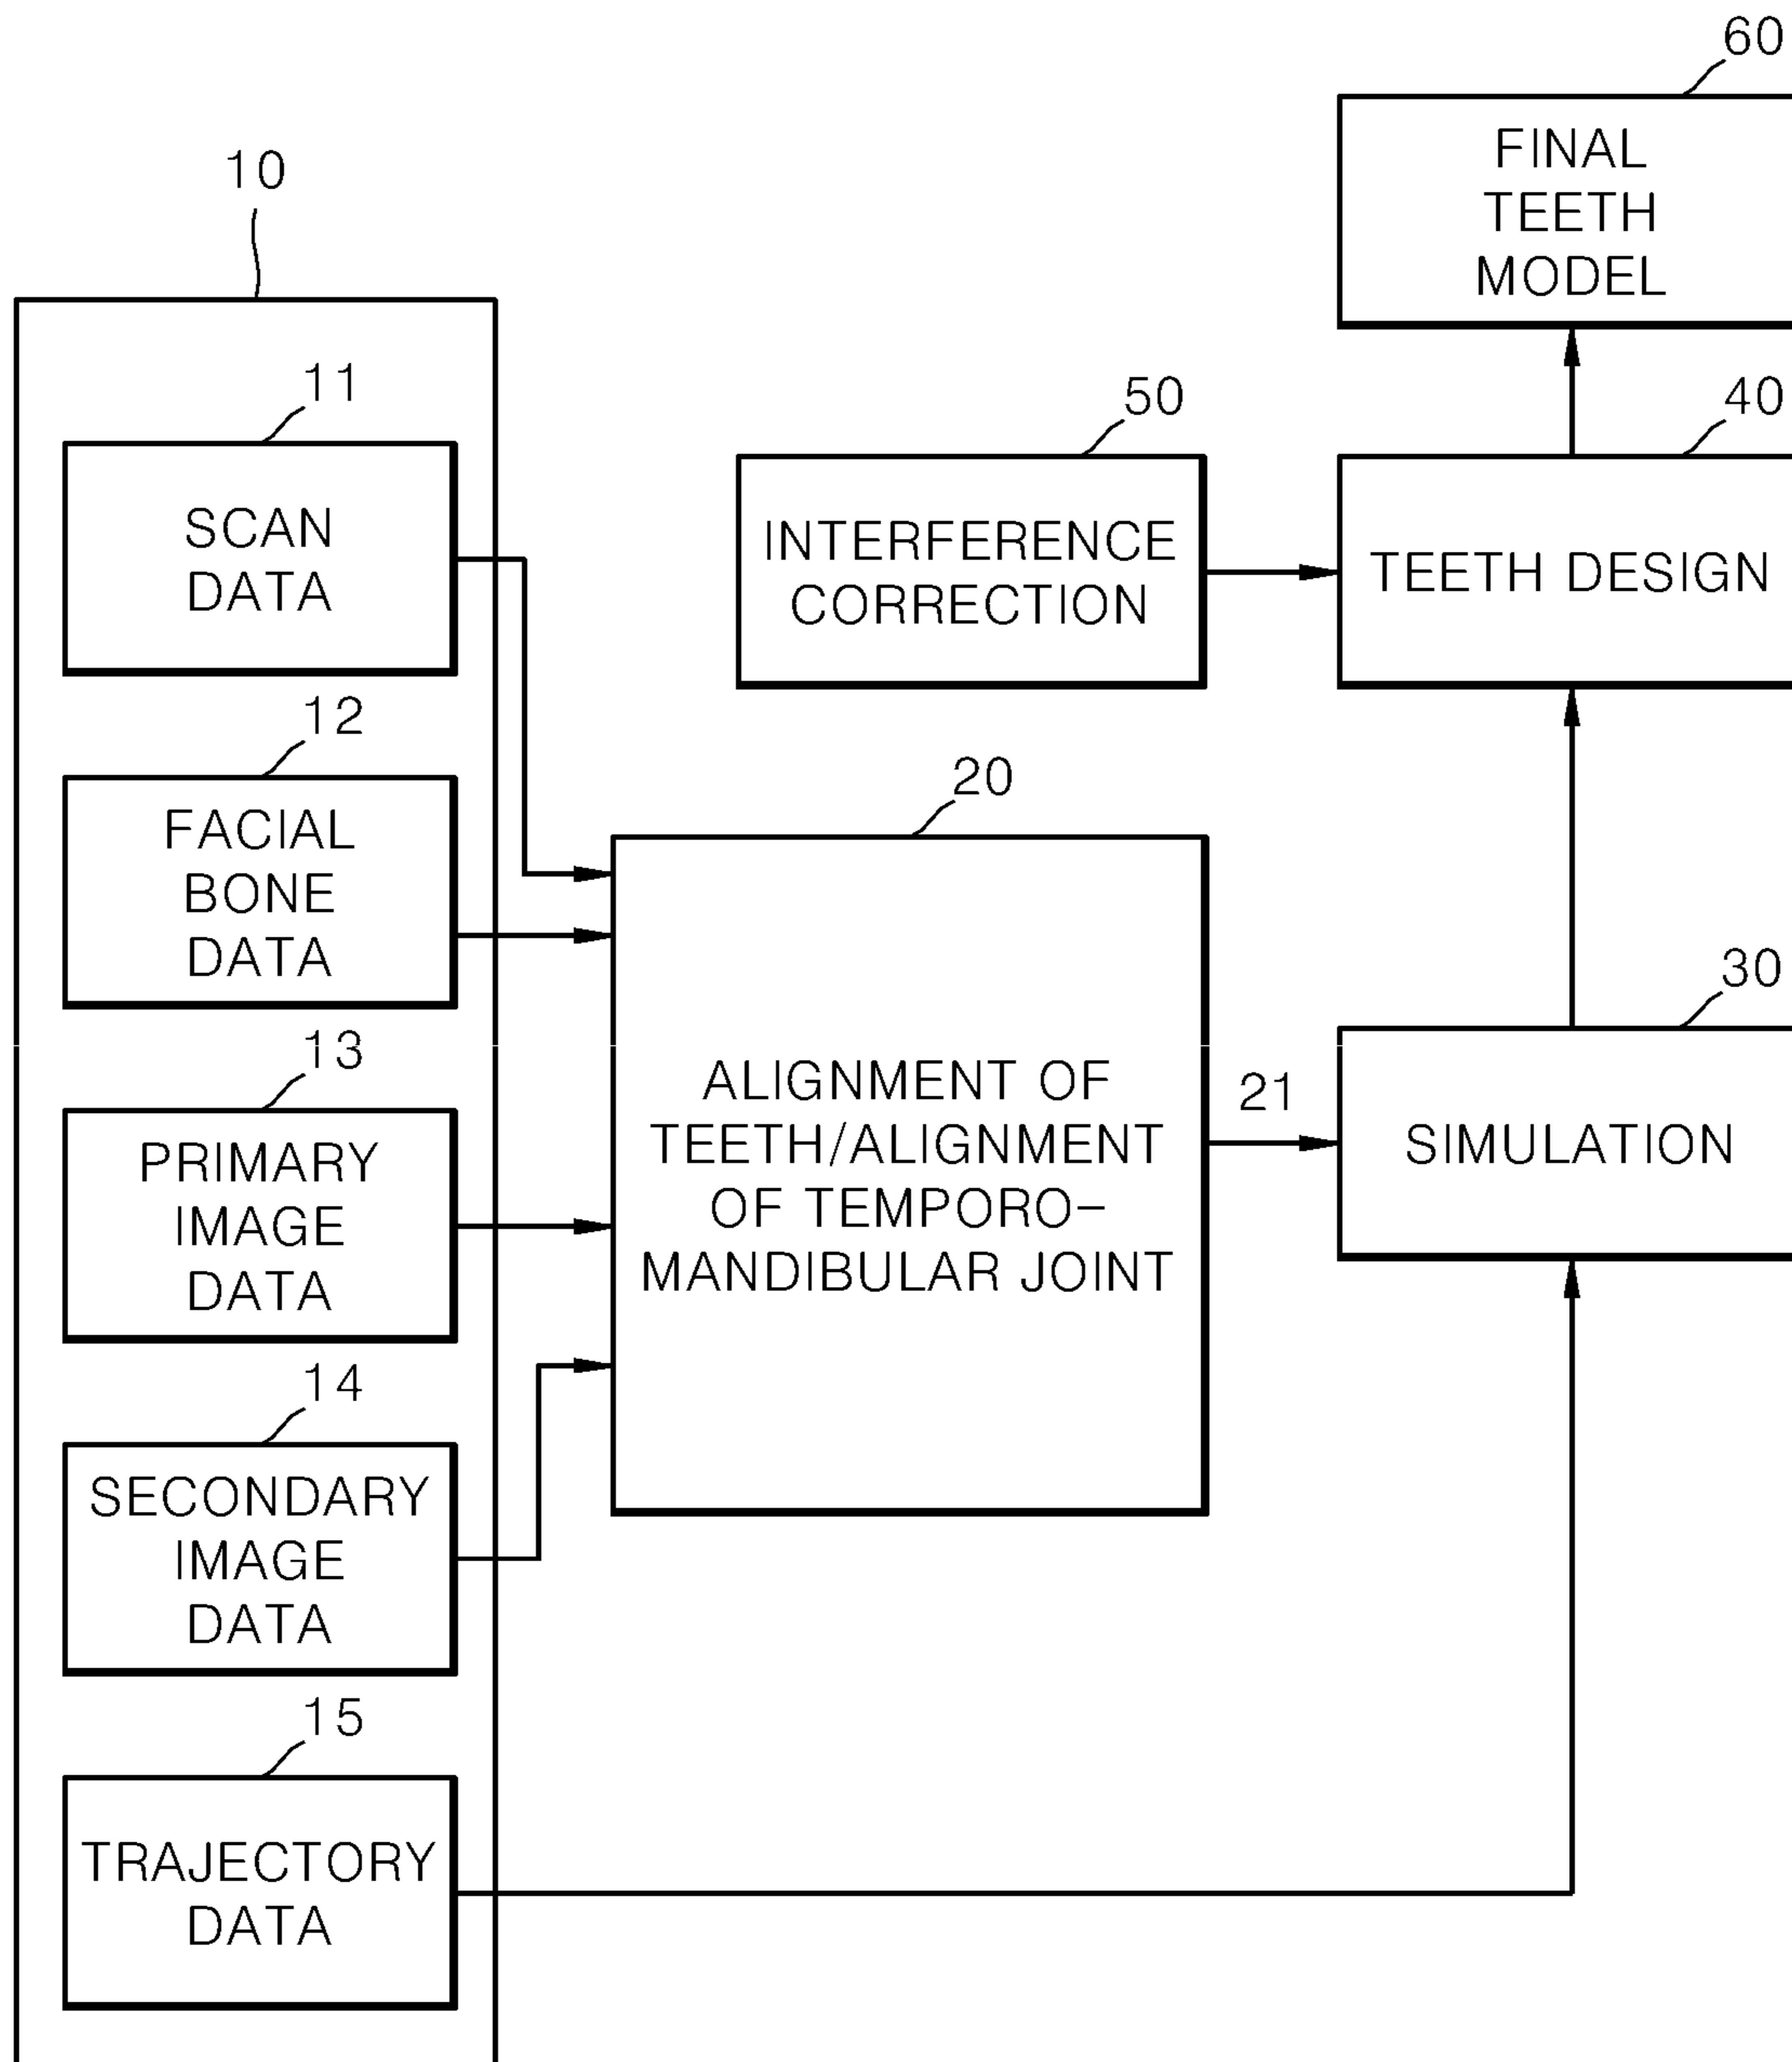 60
FINAL
TEETH
MODEL
10
11
SCAN
DATA
50
INTERFERENCE
CORRECTION
40
TEETH DESIGN
12
FACIAL
BONE
DATA
20
ALIGNMENT OF
TEETH/ALIGNMENT
OF TEMPORO-
MANDIBULAR JOINT
21
30
SIMULATION
13
PRIMARY
IMAGE
DATA
14
SECONDARY
IMAGE
DATA
15
TRAJECTORY
DATA